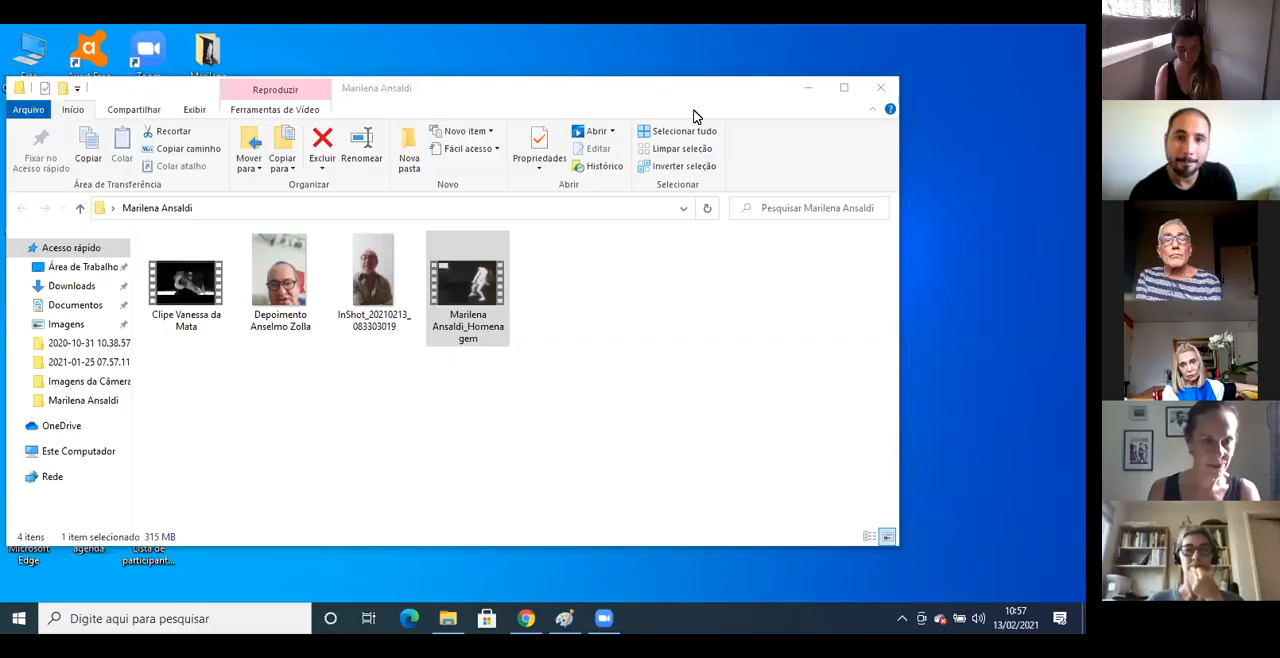 Reproduzir
Marilena Ansaldi
Arquivo
Início
Compartilhar
Exibir
Ferramentas de Vídeo
Fixar no
Acesso rápido
Copiar
Colar
Recortar
Copiar caminho
Colar atalho
Área de Transferência
Mover
para
Copiar
para
Excluir
Renomear
Organizar
Nova
pasta
Novo item
Fácil acesso
Novo
Propriedades
Abrir
Editar
Histórico
Abrir
Selecionar tudo
Limpar seleção
Inverter seleção
Selecionar
Marilena Ansaldi
Pesquisar Marilena Ansaldi
Acesso rápido
Área de Trabalho
Downloads
Documentos
Imagens
2020-10-31 10.38.57
2021-01-25 07.57.11
Imagens da Câmera
Marilena Ansaldi
OneDrive
Este Computador
Rede
Clipe Vanessa da
Mata
Depoimento
Anselmo Zolla
InShot_20210213_
083303019
Marilena
Ansaldi_Homena
gem
4 itens
1 item selecionado 315 MB
Microsoft
Edge
agenda
Lista de
participant...
Digite aqui para pesquisar
10:57
13/02/2021